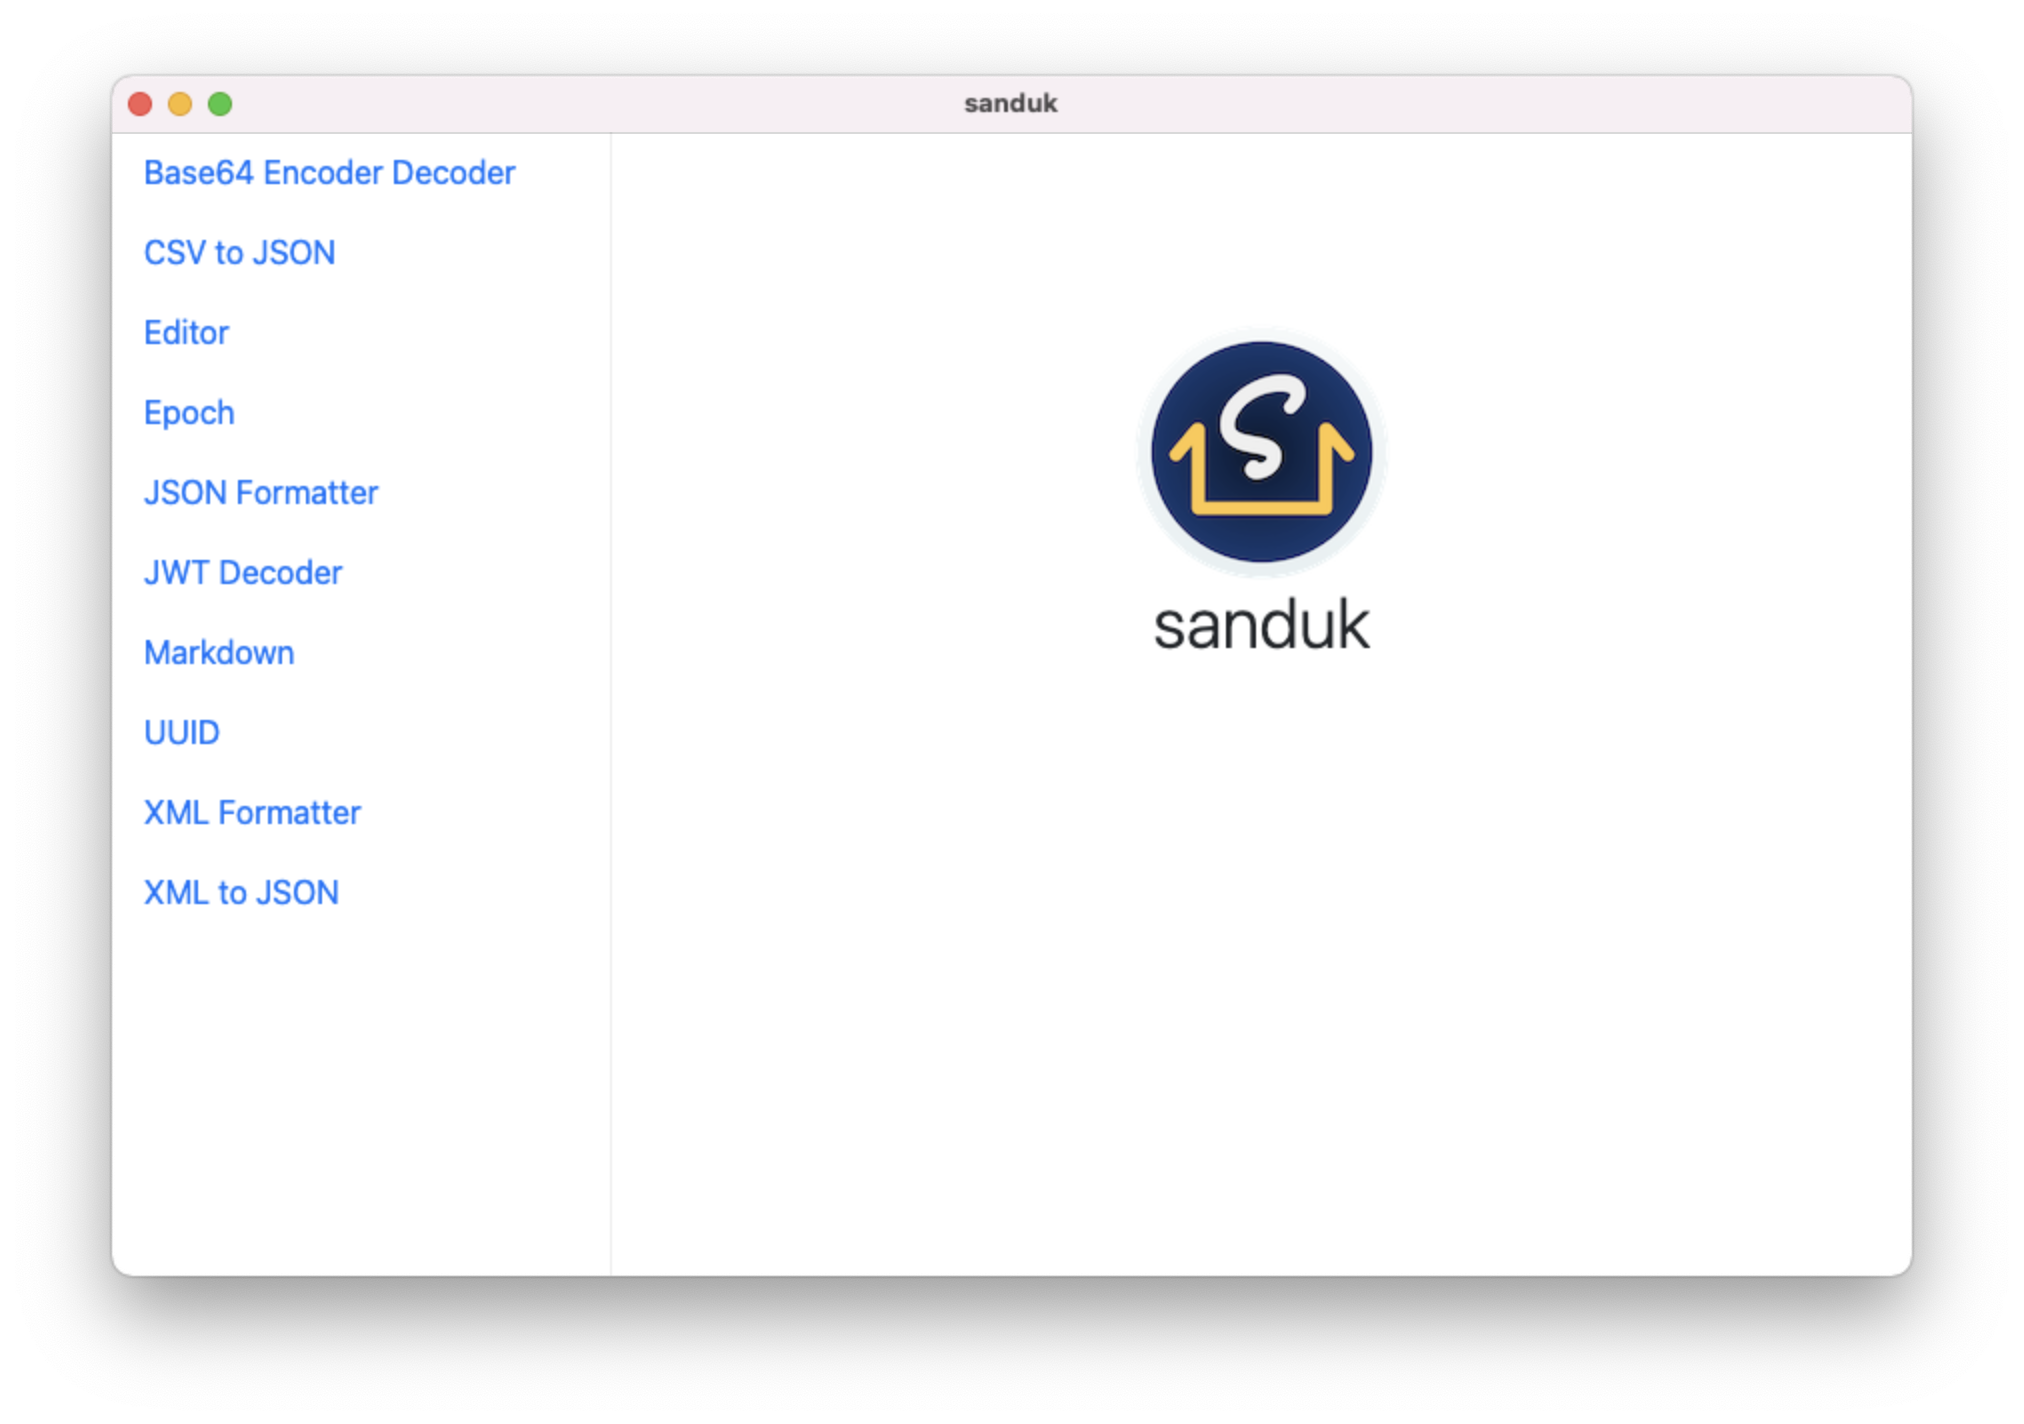 sanduk
Base64 Encoder Decoder
CSV to JSON
Editor
Epoch
JSON Formatter
JWT Decoder
Markdown
UUID
XML Formatter
XML to JSON
S
sanduk